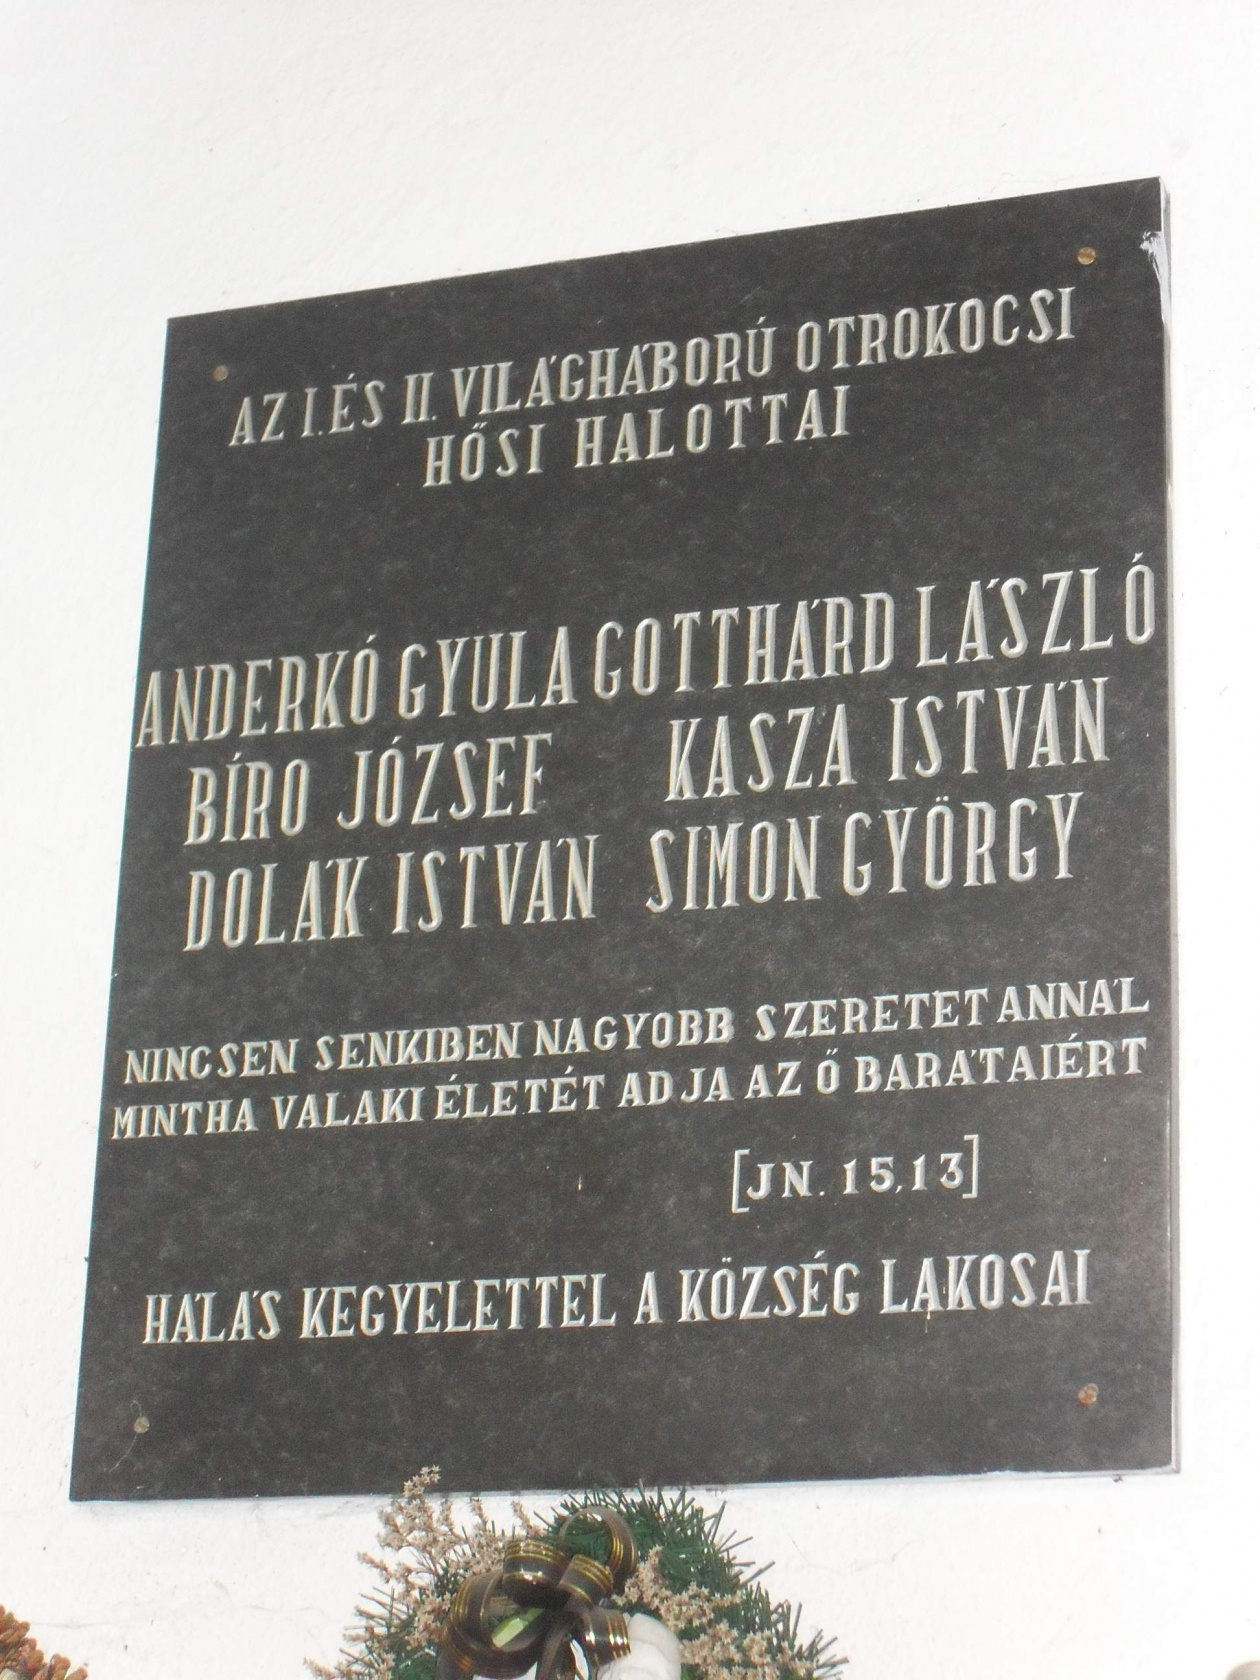 AZ I. ÉS II. VILÁGHÁBORÚ OTROKOCSI
HŐSI HALOTTAI
ANDERKÓ GYULA GOTTHÁRD LÁSZLÓ
BÍRO JÓZSEF KASZA ISTVÁN
DOLÁK ISTVÁN SIMON GYÖRGY
NINCSEN SENKIBEN NAGYOBB SZERETET ANNÁL
MINTHA VALAKI ÉLETÉT ADJA AZ Ő BARÁTAIÉRT
[JN. 15,13]
HÁLÁS KEGYELETTEL A KÖZSÉG LAKOSAI